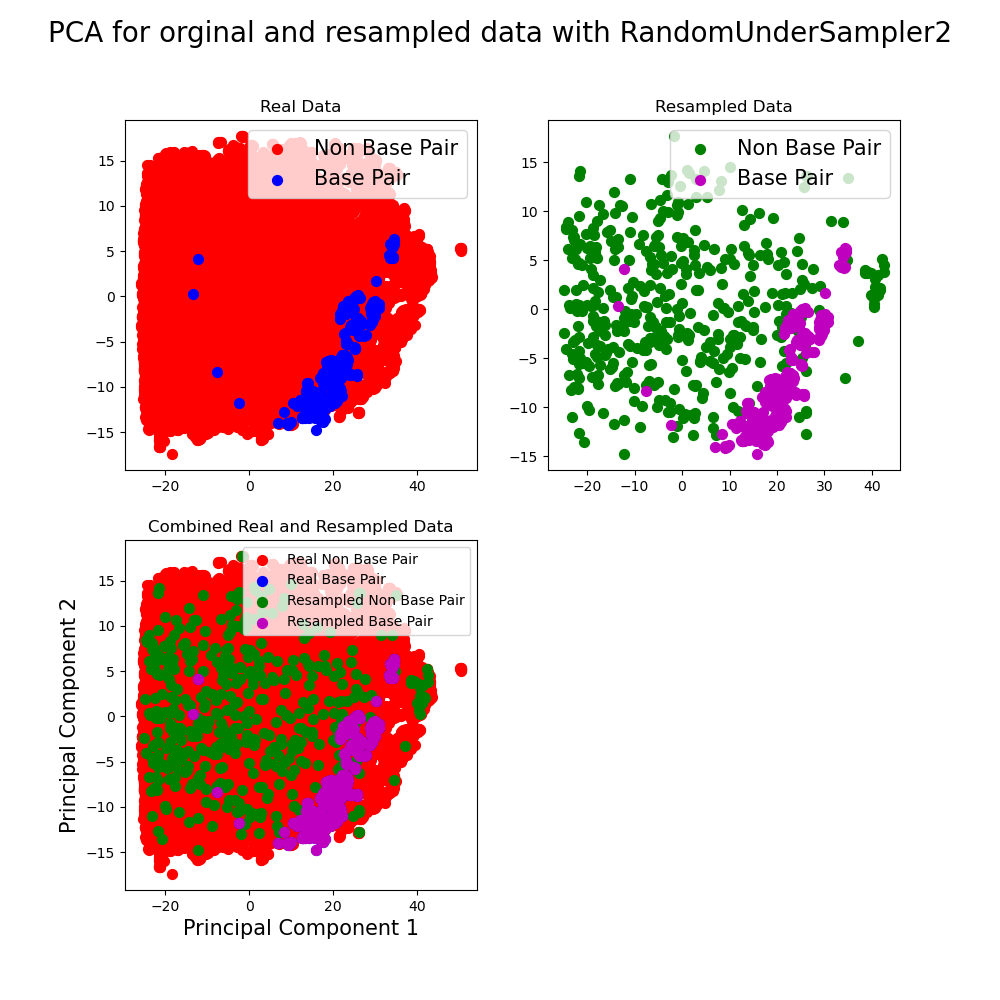 PCA for orginal and resampled data with RandomUnderSampler2
Real Data
Non Base Pair
Base Pair
15
10
5
0
−5
−10
−15
−20
0
20
40
Resampled Data
Non Base Pair
Base Pair
15
10
5
0
−5
−10
−15
−20
−10
0
10
20
30
40
Combined Real and Resampled Data
Real Non Base Pair
Real Base Pair
Resampled Non Base Pair
Resampled Base Pair
Principal Component 2
15
10
5
0
−5
−10
−15
−20
0
20
40
Principal Component 1